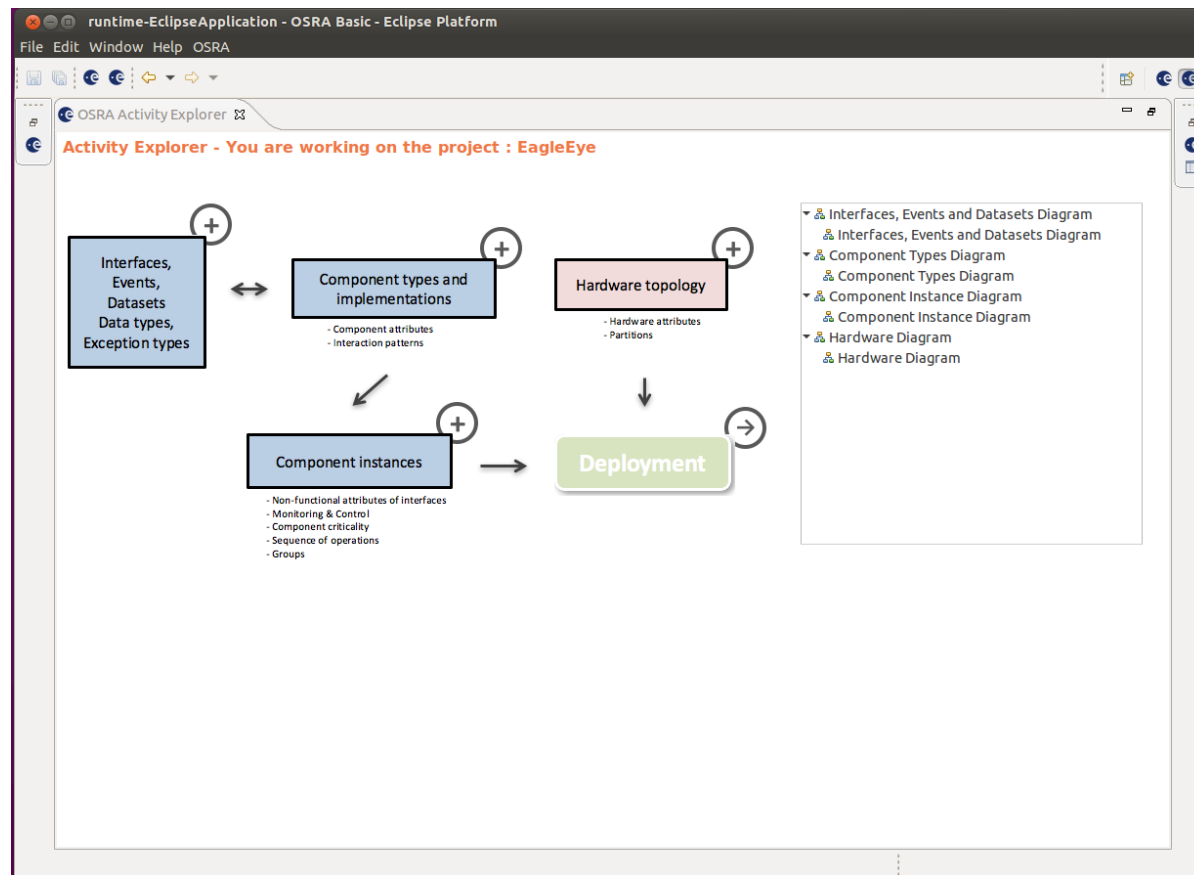 runtime-EclipseApplication - OSRA Basic - Eclipse Platform
File Edit Window Help OSRA
OSRA Activity Explorer
Activity Explorer - You are working on the project : EagleEye
Interfaces,
Events,
Datasets
Data types,
Exception types
Component types and
implementations
- Component attributes
- Interaction patterns
Hardware topology
- Hardware attributes
- Partitions
Component instances
- Non-functional attributes of interfaces
- Monitoring & Control
- Component criticality
- Sequence of operations
- Groups
Deployment
Interfaces, Events and Datasets Diagram
Interfaces, Events and Datasets Diagram
Component Types Diagram
Component Types Diagram
Component Instance Diagram
Component Instance Diagram
Hardware Diagram
Hardware Diagram